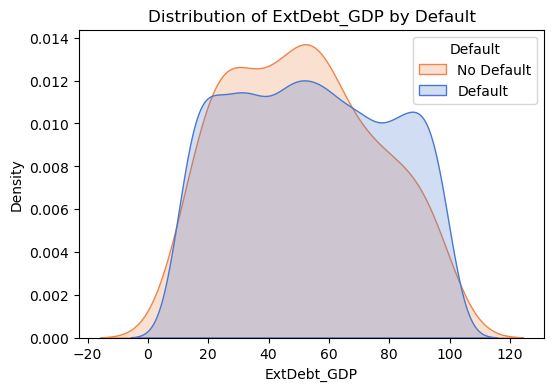 Distribution of ExtDebt_GDP by Default
Default
No Default
Default
Density
0.014
0.012
0.010
0.008
0.006
0.004
0.002
0.000
−20
0
20
40
60
80
100
120
ExtDebt_GDP